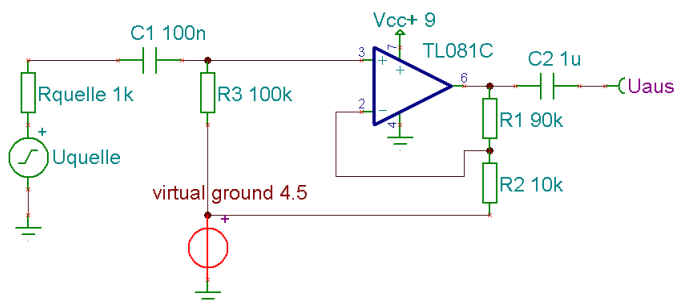 Vcc+ 9
C1 100n
TL081C
C2 1u
3
7
+
+
6
Rquelle 1k
R3 100k
Uaus
2
-
4
R1 90k
+
Uquelle
R2 10k
virtual ground 4.5
+